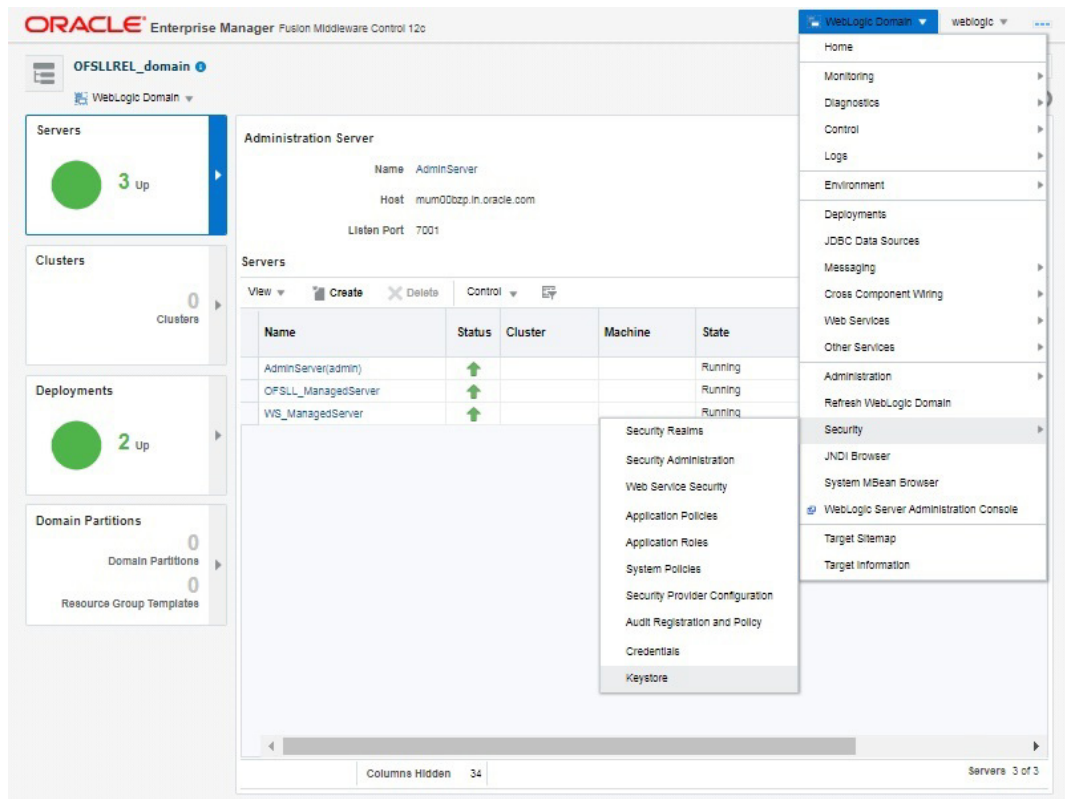 ORACLE Enterprise Manager Fusion Middleware Control 12c
WebLogic Domain
weblogic
OFSLLREL_domain
WebLogic Domain
Servers
3 Up
Clusters
0
Clusters
Deployments
2 Up
Domain Partitions
0
Domain Partitions
0
Resource Group Templates
Administration Server
Name AdminServer
Host mum00bzp.in.oracle.com
Listen Port 7001
Servers
View Create Delete Control
Name Status Cluster Machine State
AdminServer(admin) Running
OFSLL_ManagedServer Running
WS_ManagedServer Running
Columns Hidden 34
Servers 3 of 3
Home
Monitoring
Diagnostics
Control
Logs
Environment
Deployments
JDBC Data Sources
Messaging
Cross Component Wiring
Web Services
Other Services
Administration
Refresh WebLogic Domain
Security
JNDI Browser
System MBean Browser
WebLogic Server Administration Console
Target Sitemap
Target Information
Security Realms
Security Administration
Web Service Security
Application Policies
Application Roles
System Policies
Security Provider Configuration
Audit Registration and Policy
Credentials
Keystore